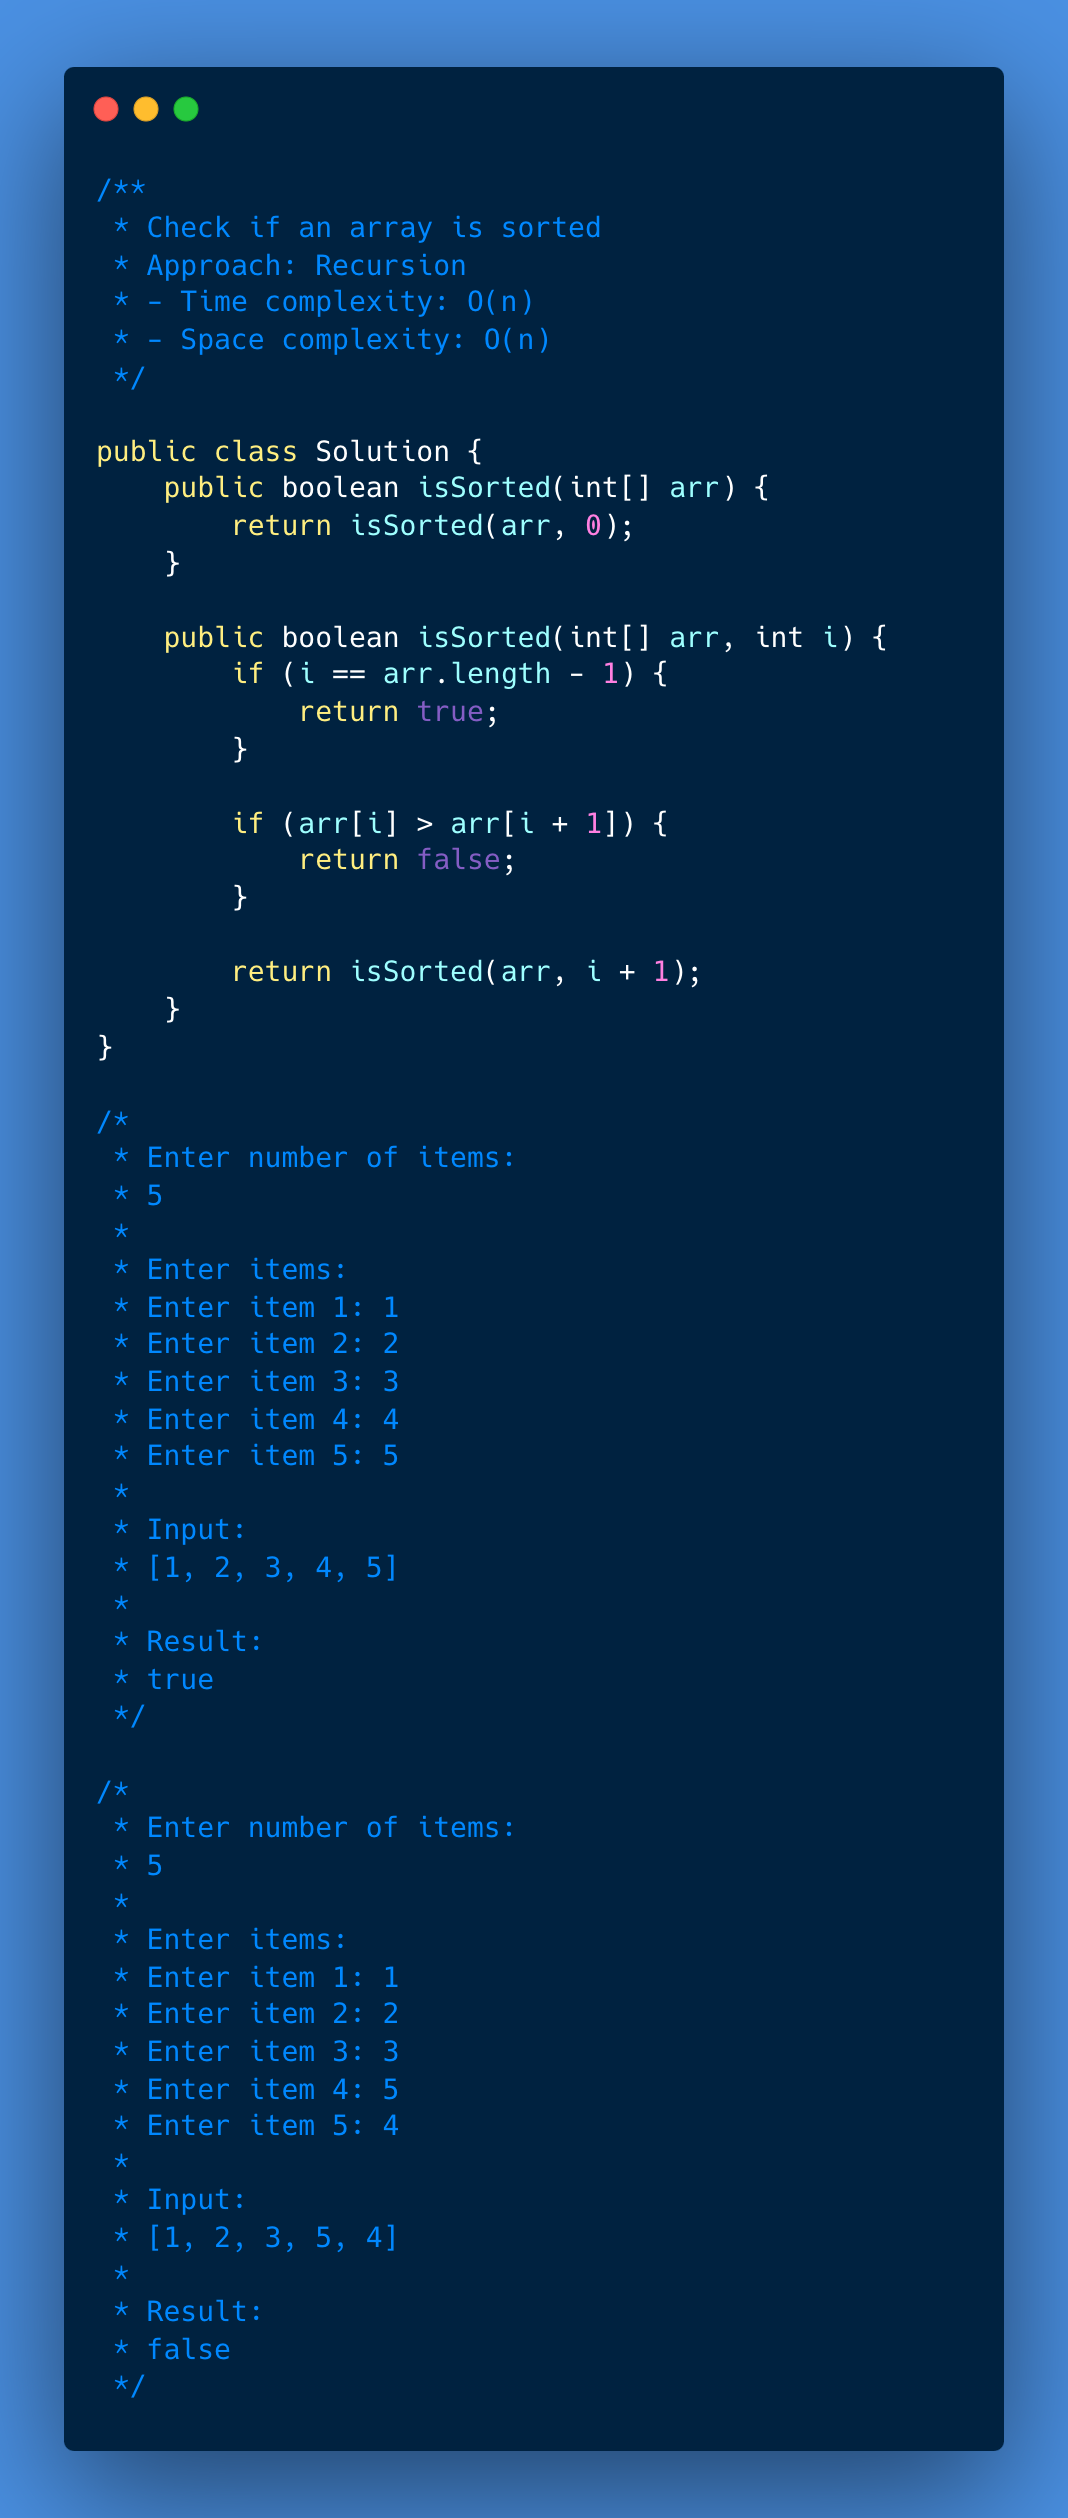 /**
 * Check if an array is sorted
 * Approach: Recursion
 * - Time complexity: O(n)
 * - Space complexity: O(n)
 */

public class Solution {
    public boolean isSorted(int[] arr) {
        return isSorted(arr, 0);
    }

    public boolean isSorted(int[] arr, int i) {
        if (i == arr.length - 1) {
            return true;
        }

        if (arr[i] > arr[i + 1]) {
            return false;
        }

        return isSorted(arr, i + 1);
    }
}

/*
 * Enter number of items:
 * 5
 *
 * Enter items:
 * Enter item 1: 1
 * Enter item 2: 2
 * Enter item 3: 3
 * Enter item 4: 4
 * Enter item 5: 5
 *
 * Input:
 * [1, 2, 3, 4, 5]
 *
 * Result:
 * true
 */

/*
 * Enter number of items:
 * 5
 *
 * Enter items:
 * Enter item 1: 1
 * Enter item 2: 2
 * Enter item 3: 3
 * Enter item 4: 5
 * Enter item 5: 4
 *
 * Input:
 * [1, 2, 3, 5, 4]
 *
 * Result:
 * false
 */